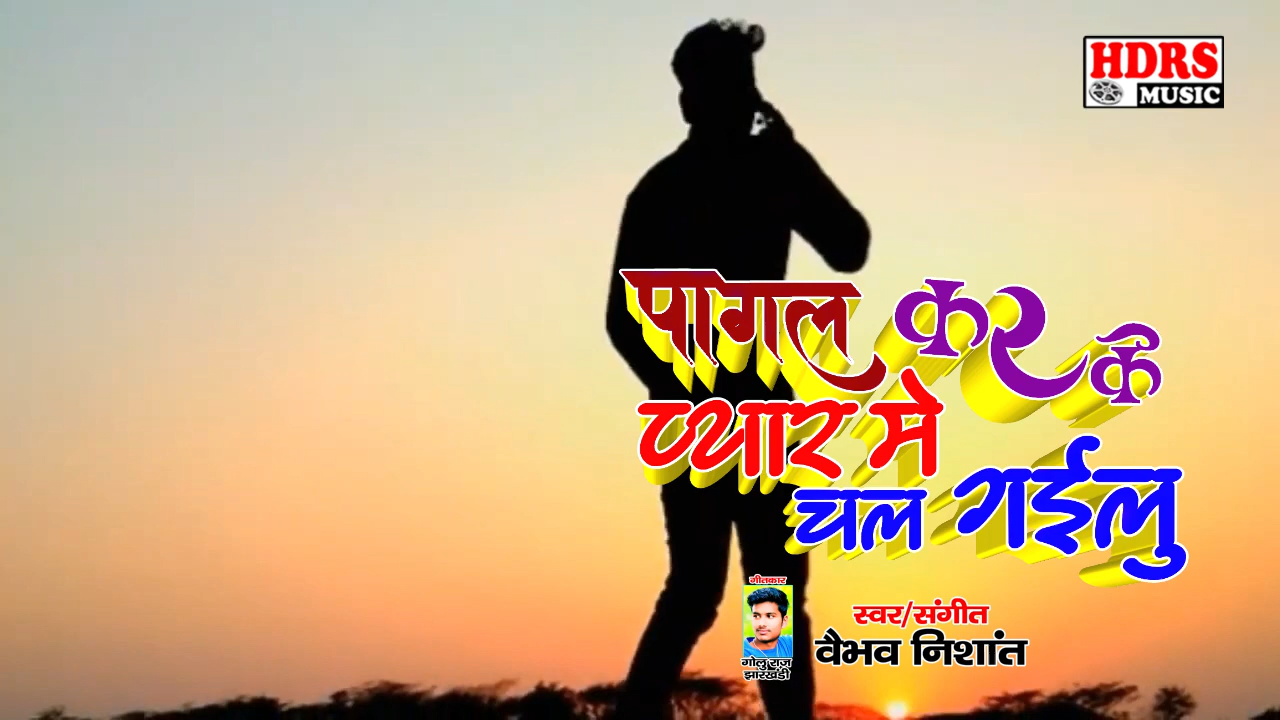 HDRS
MUSIC
पागल कर के
प्यार मे
चल गईलु
गीतकार
गोलु राज
झारखंडी
स्वर/संगीत
वैभव निशांत